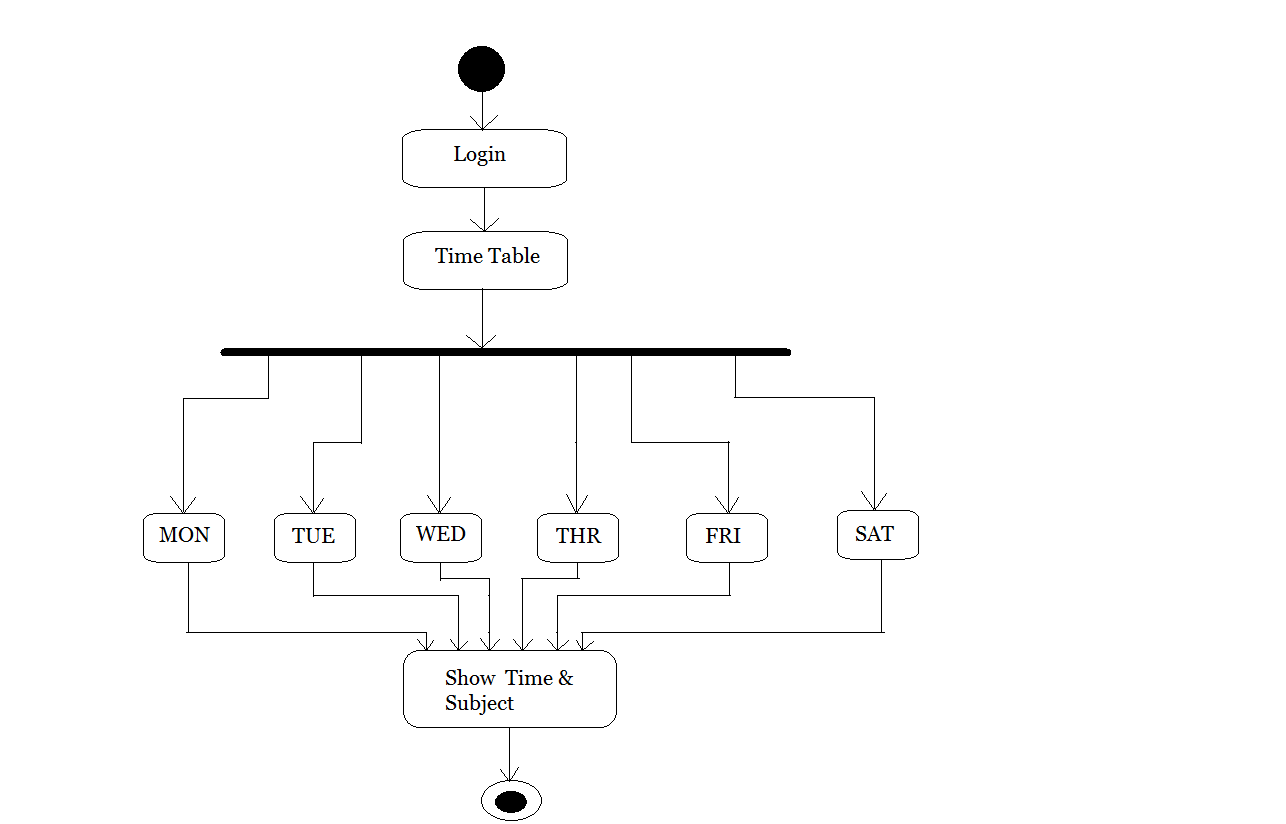 Login
Time Table
MON
TUE
WED
THR
FRI
SAT
Show Time &
Subject